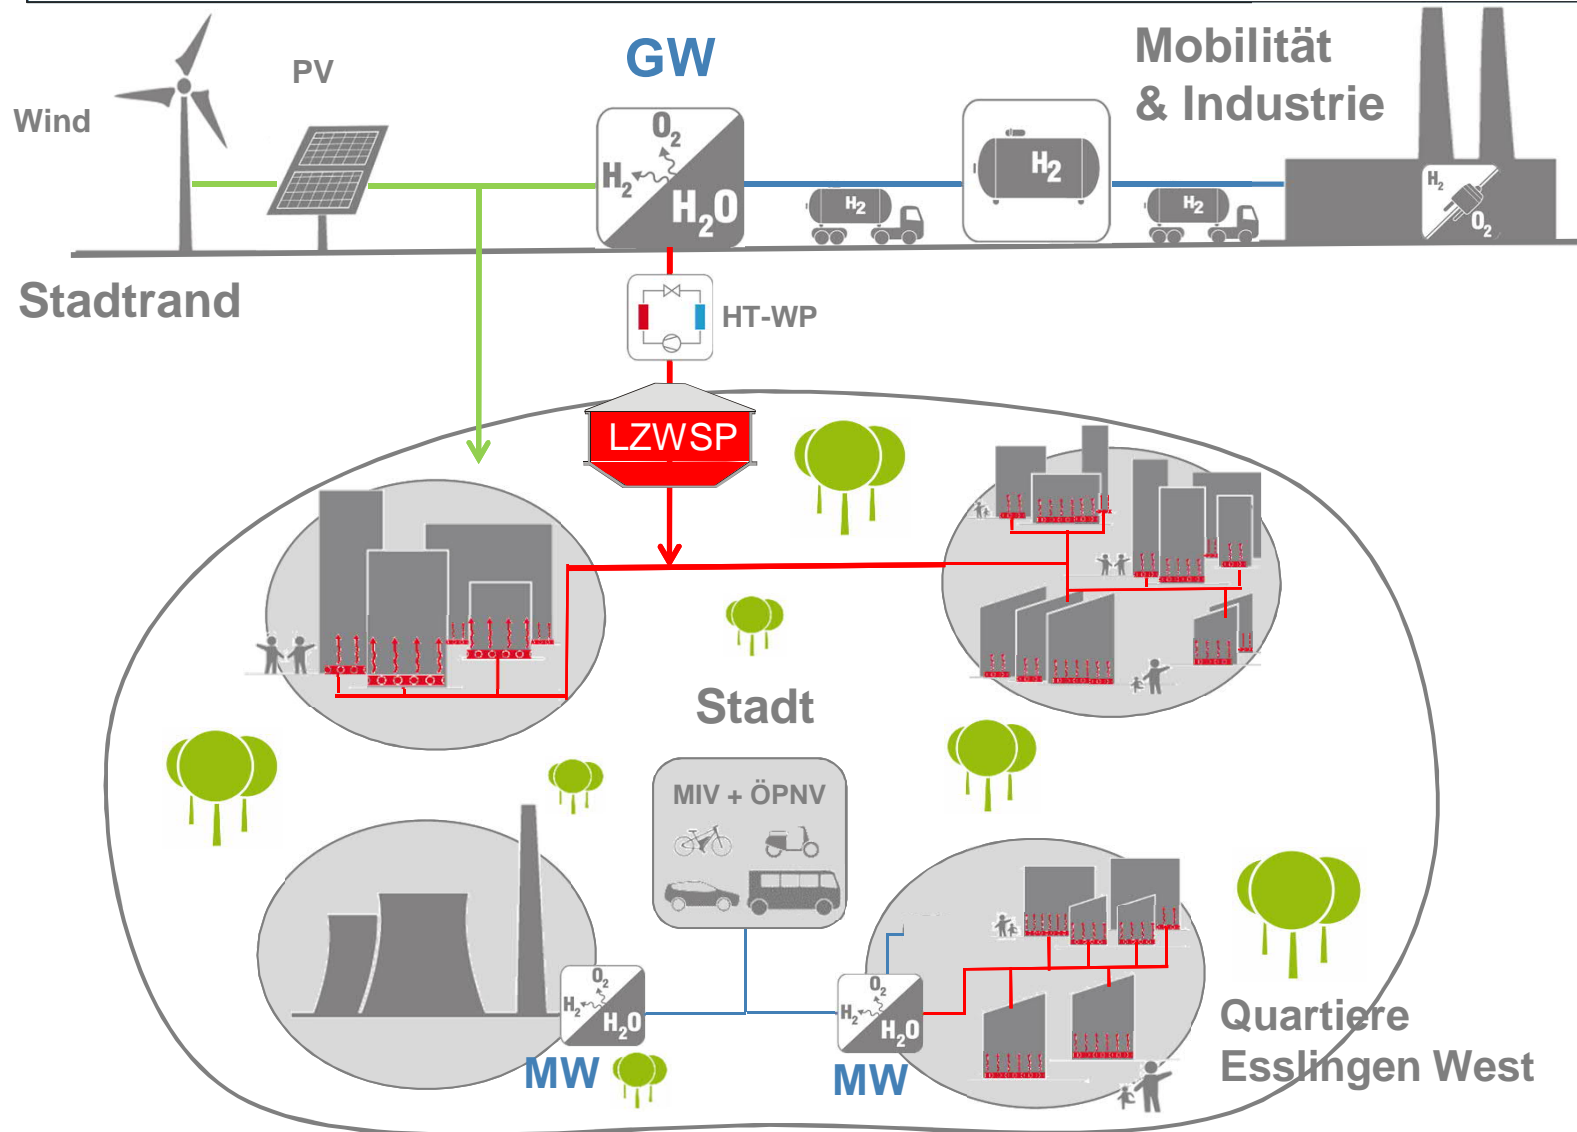 GW
Mobilität
& Industrie
PV
Wind
O2
H2
H2O
H2
H2
H2
H2
O2
Stadtrand
HT-WP
LZWSP
Stadt
MIV + ÖPNV
O2
H2
H2O
MW
O2
H2
H2O
MW
Quartiere
Esslingen West